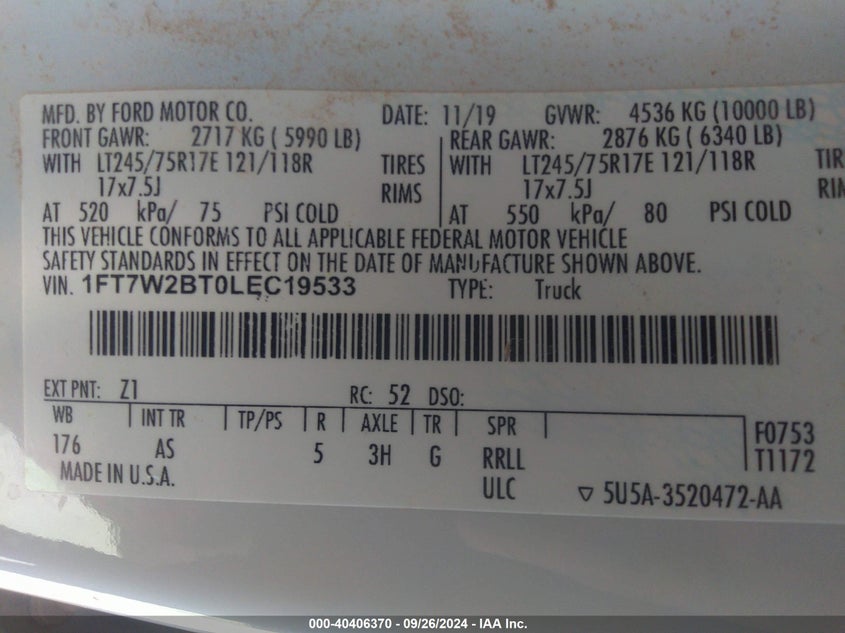 MFD. BY FORD MOTOR CO. DATE: 11/19 GVWR: 4536 KG (10000 LB)
FRONT GAWR: 2717 KG ( 5990 LB) REAR GAWR: 2876 KG ( 6340 LB)
WITH LT245/75R17E 121/118R TIRES WITH LT245/75R17E 121/118R TIR
17x7.5J RIMS 17x7.5J RIM
AT 520 kPa/ 75 PSI COLD AT 550 kPa/ 80 PSI COLD
THIS VEHICLE CONFORMS TO ALL APPLICABLE FEDERAL MOTOR VEHICLE
SAFETY STANDARDS IN EFFECT ON THE DATE OF MANUFACTURE SHOWN ABOVE.
VIN. 1FT7W2BT0LEC19533 TYPE: Truck
EXT PNT: Z1 RC: 52 DSO:
WB INT TR TP/PS R AXLE TR SPR F0753
176 AS 5 3H G RRLL T1172
MADE IN U.S.A. ULC ▽ 5U5A-3520472-AA
000-40406370 - 09/26/2024 - IAA Inc.